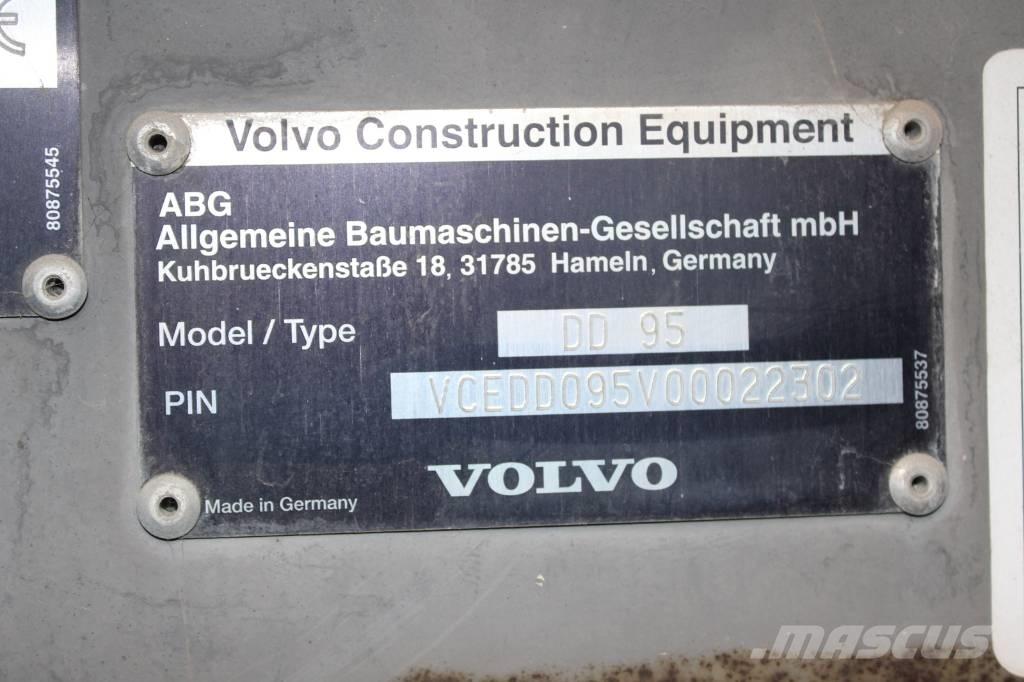 80875545
Volvo Construction Equipment
ABG
Allgemeine Baumaschinen-Gesellschaft mbH
Kuhbrueckenstaße 18, 31785 Hameln, Germany
Model / Type DD 95
PIN VCEDD095V00022302
80875537
VOLVO
Made in Germany
MASCUS